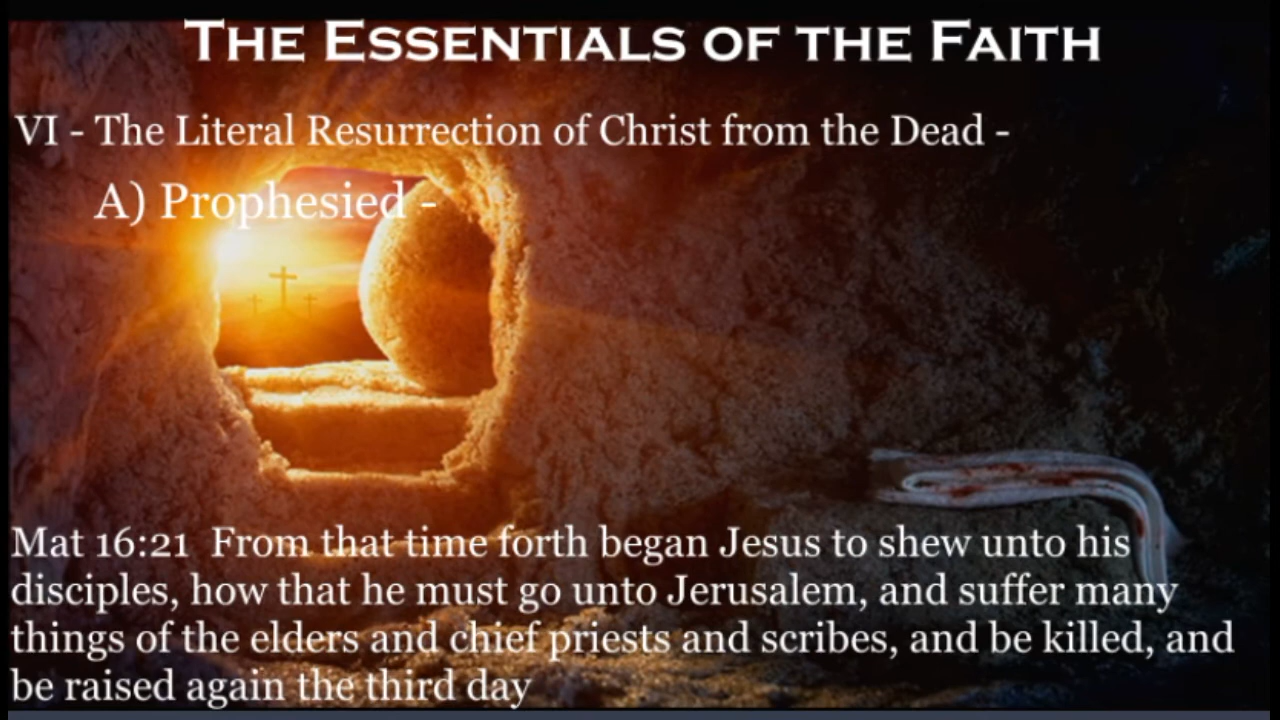 THE ESSENTIALS OF THE FAITH
VI - The Literal Resurrection of Christ from the Dead -
A) Prophesied -
Mat 16:21 From that time forth began Jesus to shew unto his
disciples, how that he must go unto Jerusalem, and suffer many
things of the elders and chief priests and scribes, and be killed, and
be raised again the third day